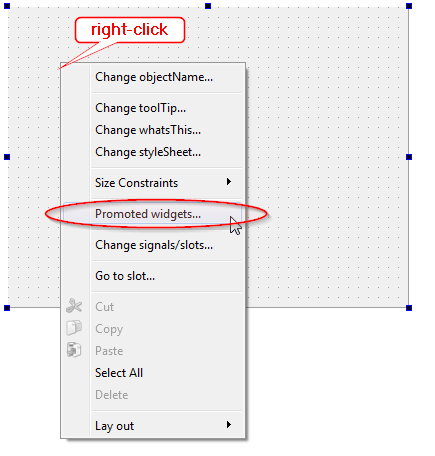 right-click
Change objectName...
Change toolTip...
Change whatsThis...
Change styleSheet...
Size Constraints
Promoted widgets...
Change signals/slots...
Go to slot...
Cut
Copy
Paste
Select All
Delete
Lay out